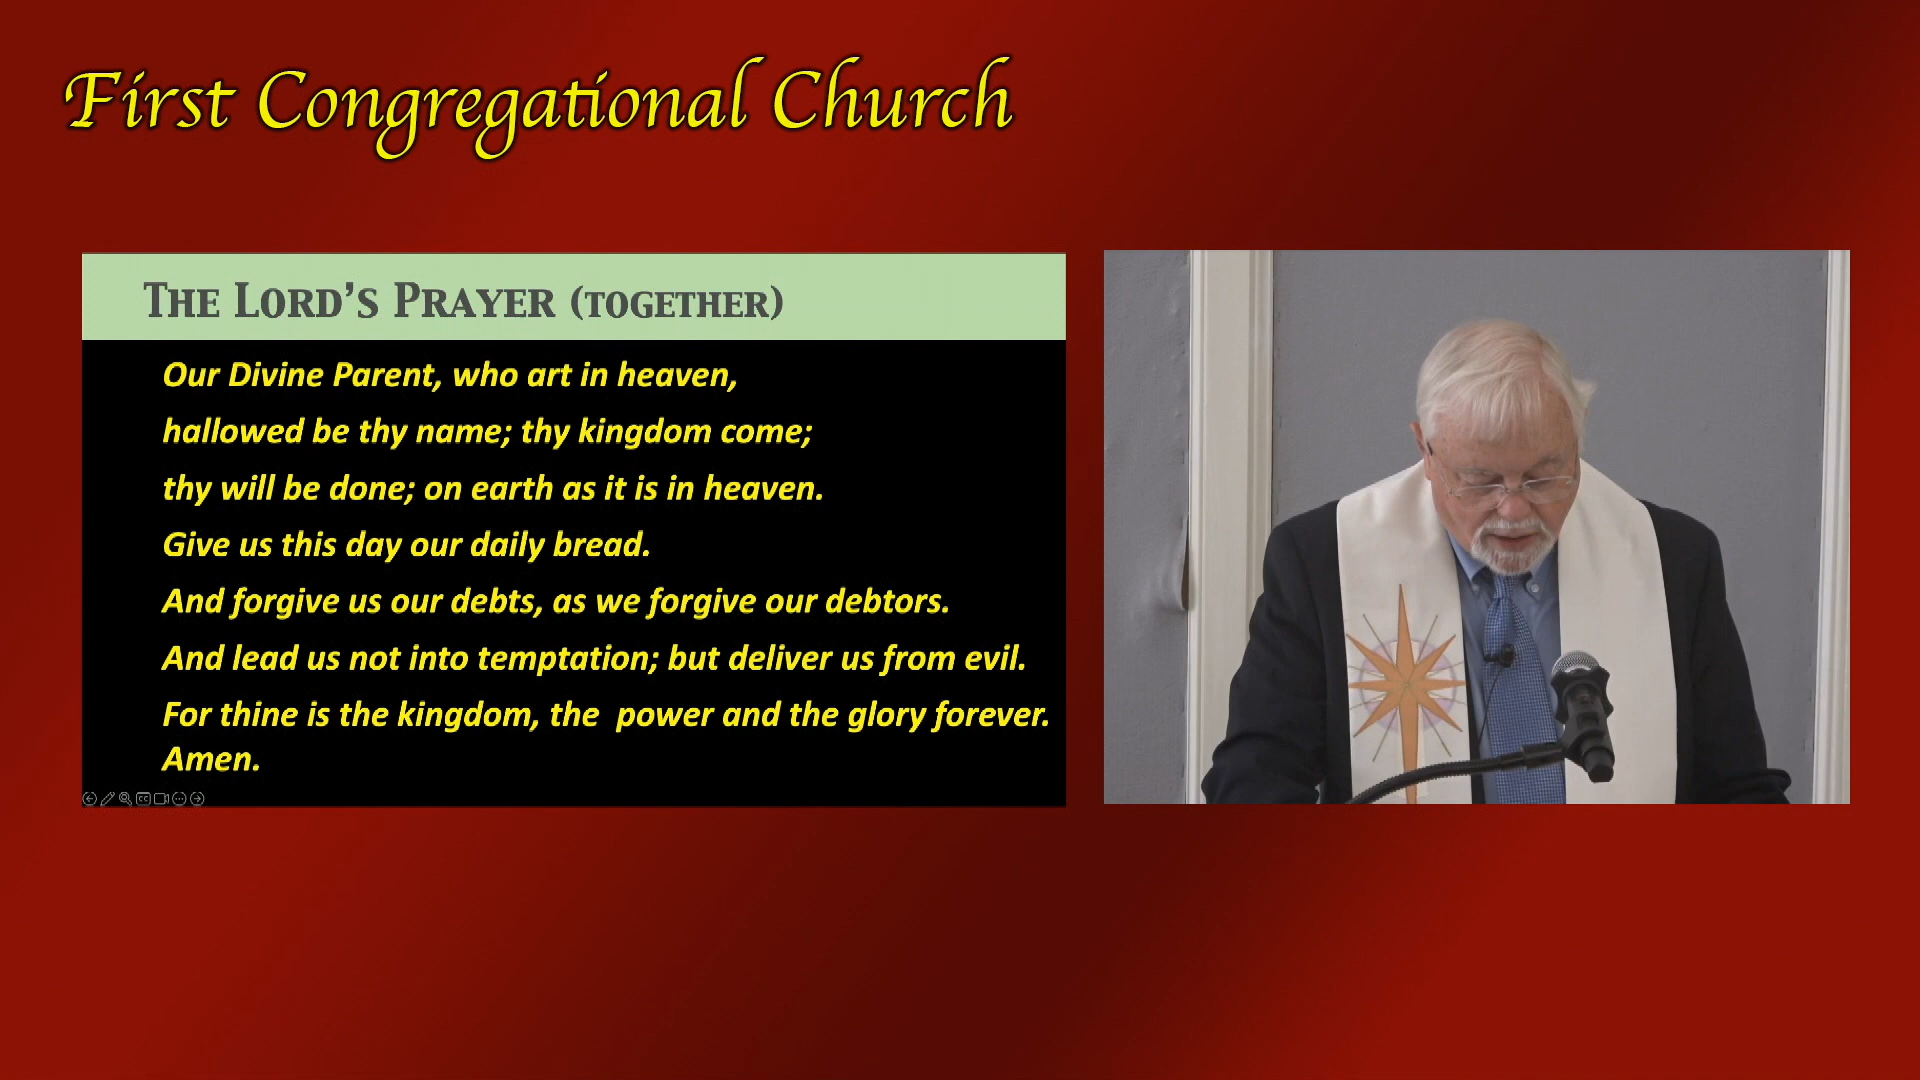 First Congregational Church
The Lord's Prayer (together)
Our Divine Parent, who art in heaven,
hallowed be thy name; thy kingdom come;
thy will be done; on earth as it is in heaven.
Give us this day our daily bread.
And forgive us our debts, as we forgive our debtors.
And lead us not into temptation; but deliver us from evil.
For thine is the kingdom, the  power and the glory forever.
Amen.